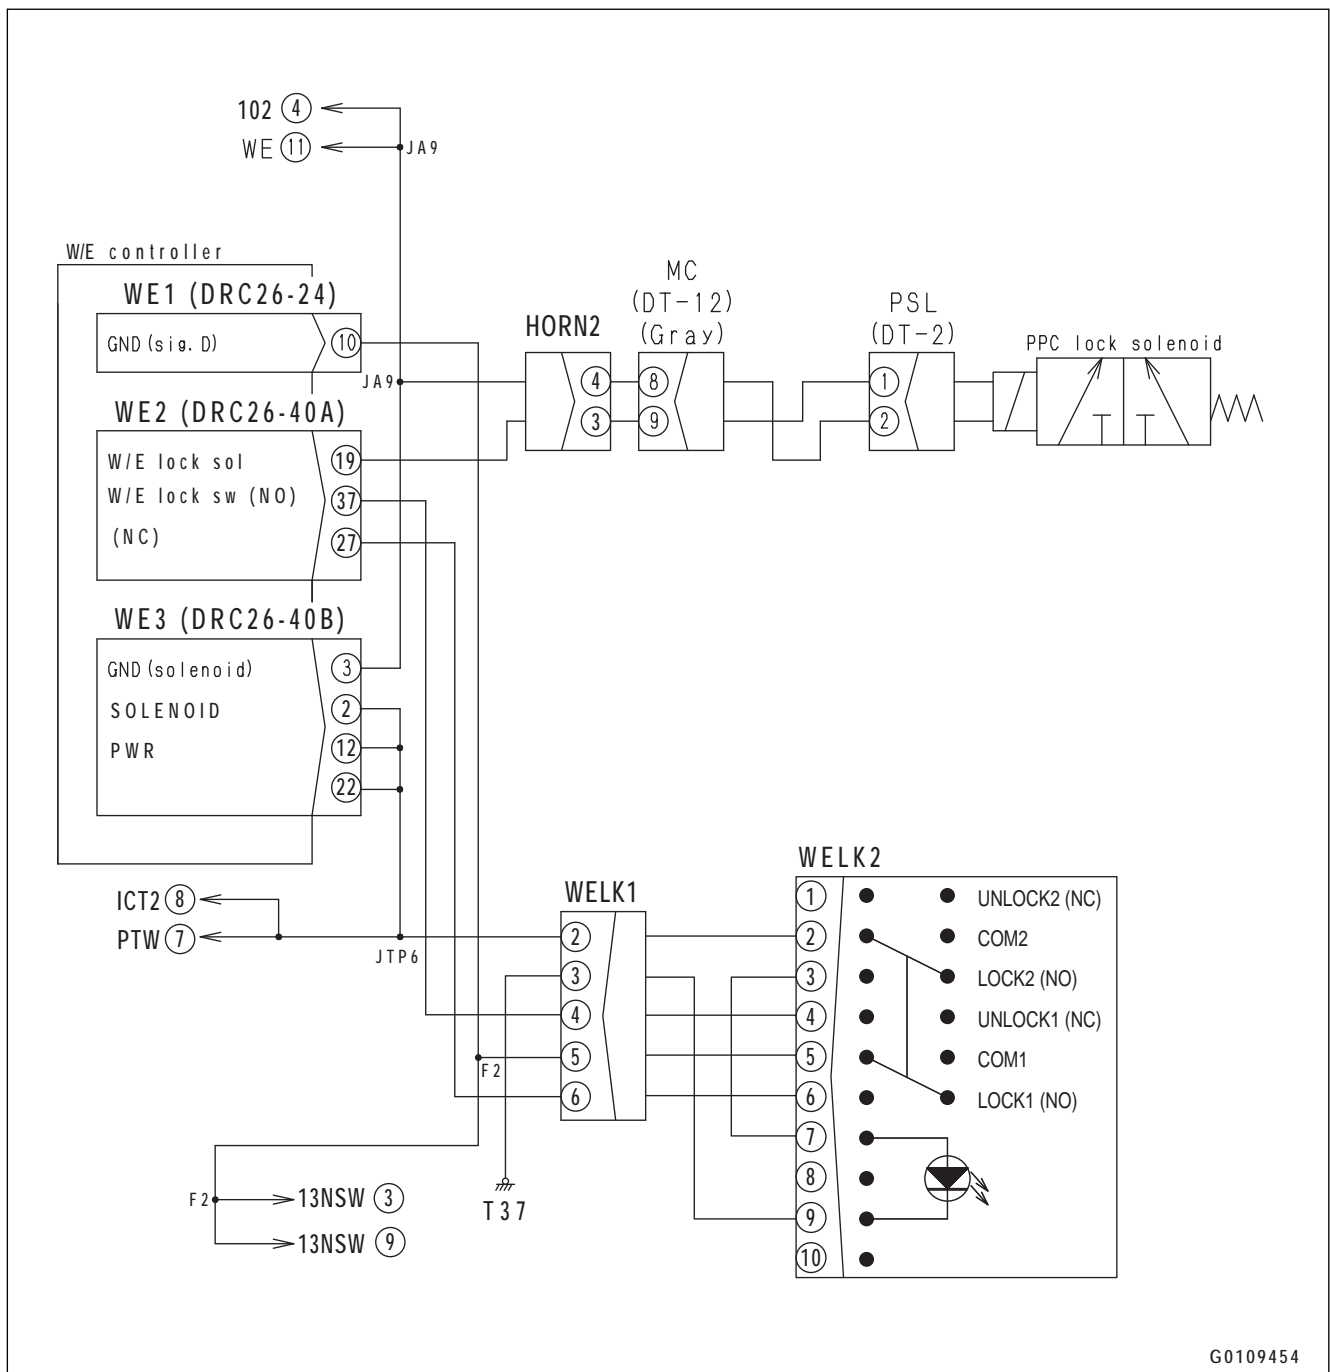 102 4
WE 11
JA9
W/E controller
WE1 (DRC26-24)
GND (sig. D) 10
JA9
WE2 (DRC26-40A)
W/E lock sol 19
W/E lock sw (NO) 37
(NC) 27
WE3 (DRC26-40B)
GND (solenoid) 3
SOLENOID 2
PWR 12
22
HORN2
4
3
MC
(DT-12)
(Gray)
8
9
PSL
(DT-2)
1
2
PPC lock solenoid
ICT2 8
PTW 7
JTP6
WELK1
2
3
4
5
6
F2
T37
F2
13NSW 3
13NSW 9
WELK2
1 UNLOCK2 (NC)
2 COM2
3 LOCK2 (NO)
4 UNLOCK1 (NC)
5 COM1
6 LOCK1 (NO)
7
8
9
10
G0109454